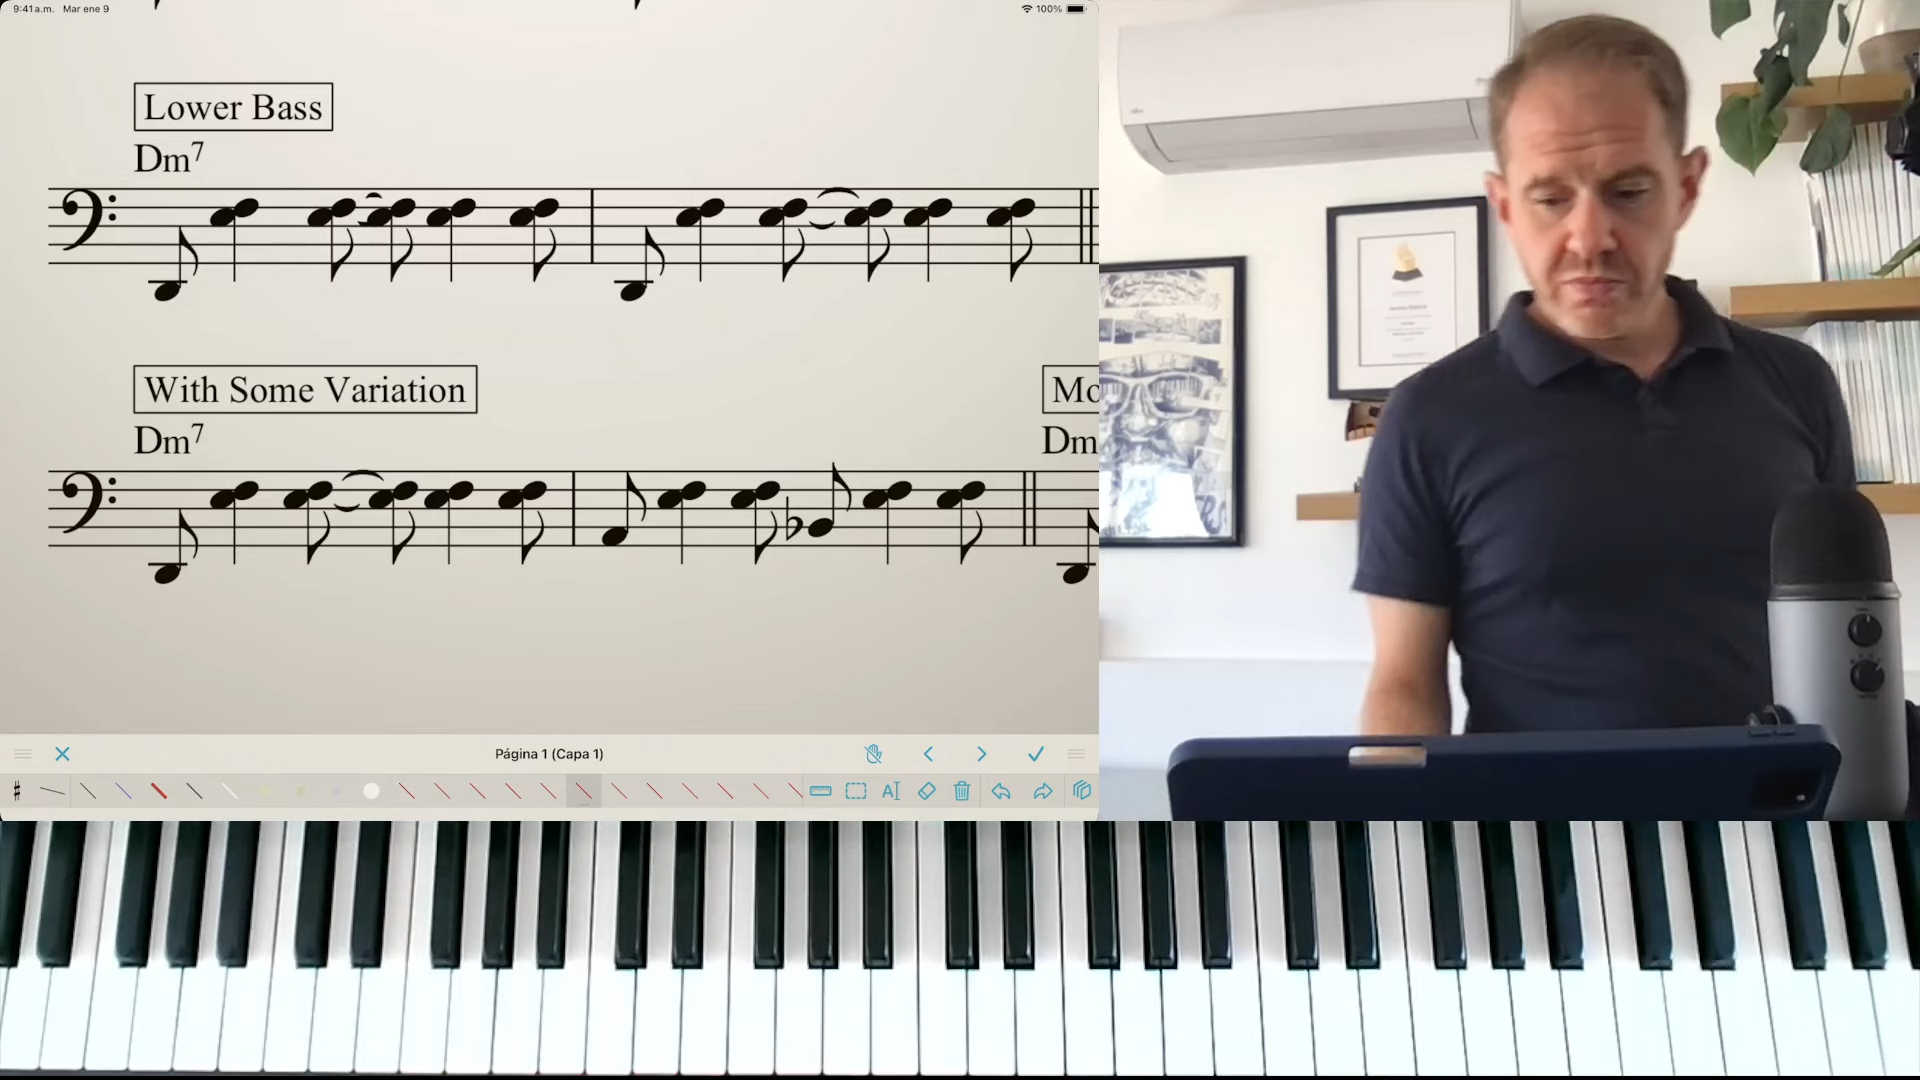 9:41 a.m. Mar ene 9
100%
Lower Bass
Dm7
With Some Variation
Dm7
Mo
Dm
Página 1 (Capa 1)
AI